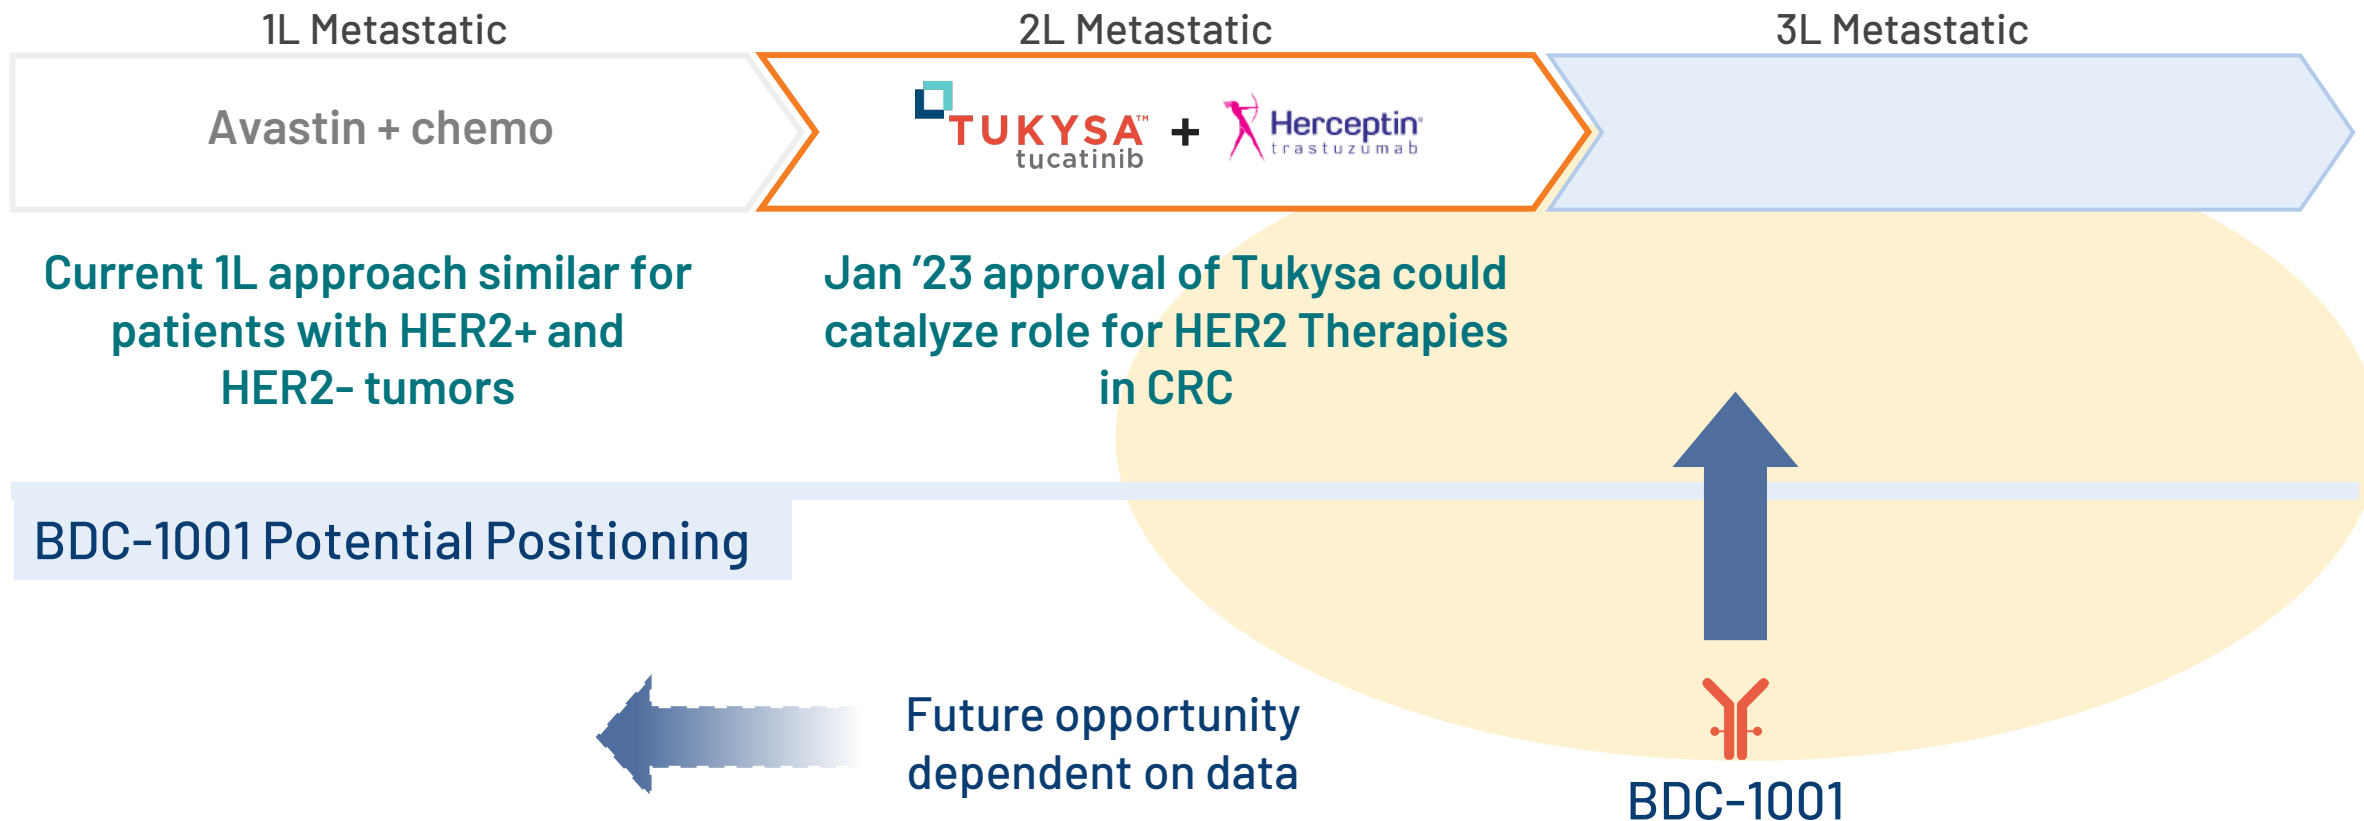 1L Metastatic
2L Metastatic
3L Metastatic
Avastin + chemo
TUKYSA™
tucatinib
+
Herceptin®
trastuzumab
Current 1L approach similar for
patients with HER2+ and
HER2- tumors
Jan ’23 approval of Tukysa could
catalyze role for HER2 Therapies
in CRC
BDC-1001 Potential Positioning
Future opportunity
dependent on data
BDC-1001